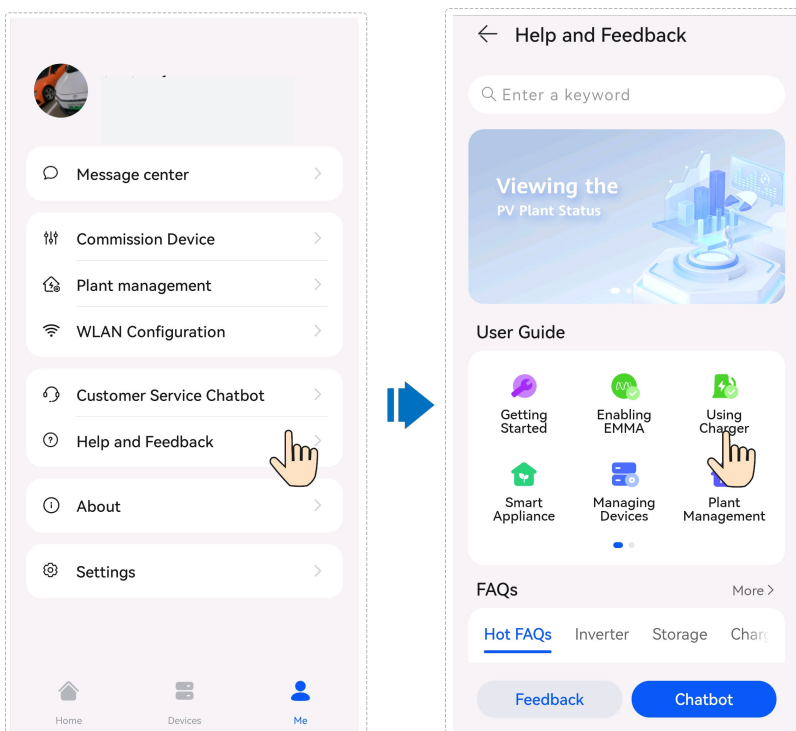 Message center
Commission Device
Plant management
WLAN Configuration
Customer Service Chatbot
Help and Feedback
About
Settings
Home
Devices
Me
Help and Feedback
Enter a keyword
Viewing the
PV Plant Status
User Guide
Getting
Started
Enabling
EMMA
Using
Charger
Smart
Appliance
Managing
Devices
Plant
Management
FAQs
More
Hot FAQs
Inverter
Storage
Feedback
Chatbot